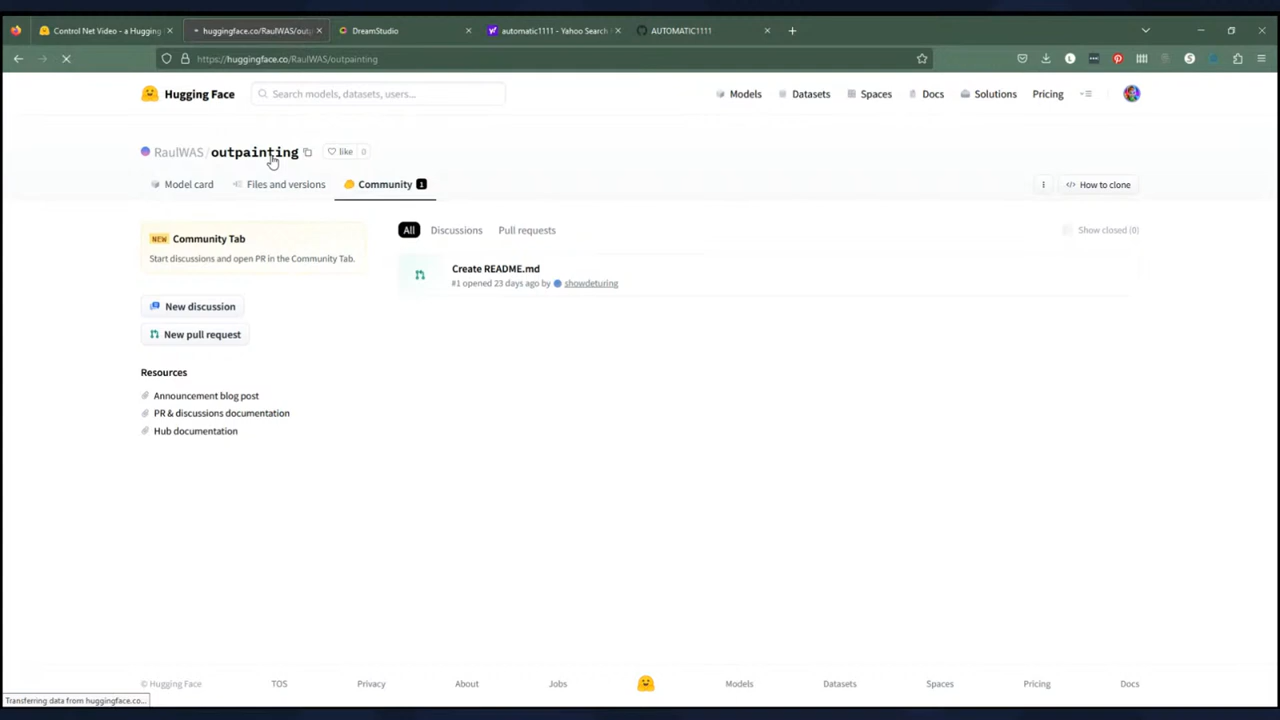 Control Net Video - a Hugging
huggingface.co/RaulWAS/outp
DreamStudio
automatic1111 - Yahoo Search
AUTOMATIC1111
https://huggingface.co/RaulWAS/outpainting
Hugging Face
Search models, datasets, users...
Models
Datasets
Spaces
Docs
Solutions
Pricing
RaulWAS/outpainting
like 0
Model card
Files and versions
Community 1
How to clone
NEW Community Tab
Start discussions and open PR in the Community Tab.
All
Discussions
Pull requests
Show closed (0)
Create README.md
#1 opened 23 days ago by showdeturing
New discussion
New pull request
Resources
Announcement blog post
PR & discussions documentation
Hub documentation
© Hugging Face
TOS
Privacy
About
Jobs
Models
Datasets
Spaces
Pricing
Docs
Transferring data from huggingface.co...